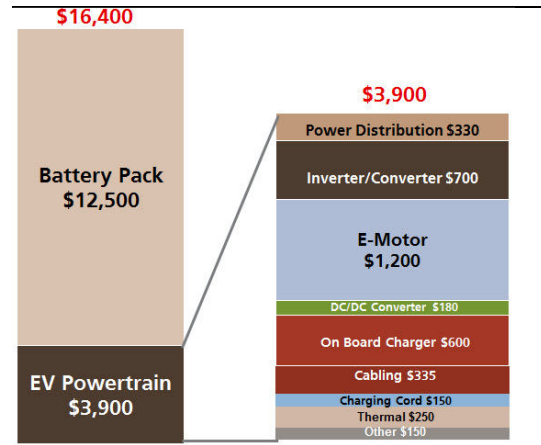 $16,400
Battery Pack
$12,500
EV Powertrain
$3,900
$3,900
Power Distribution $330
Inverter/Converter $700
E-Motor
$1,200
DC/DC Converter $180
On Board Charger $600
Cabling $335
Charging Cord $150
Thermal $250
Other $150